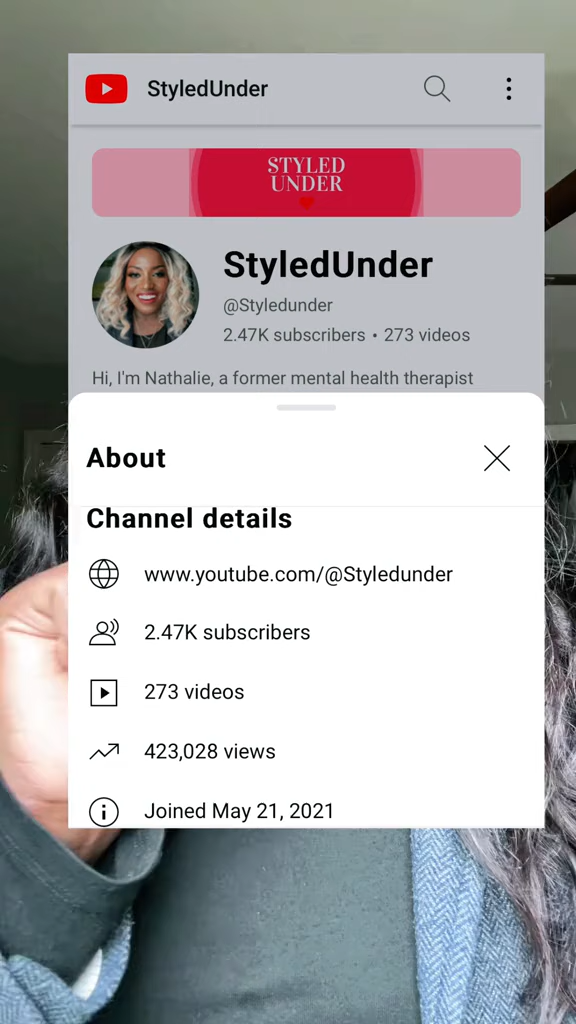 StyledUnder
STYLED
UNDER
StyledUnder
@Styledunder
2.47K subscribers • 273 videos
Hi, I'm Nathalie, a former mental health therapist
About
Channel details
www.youtube.com/@Styledunder
2.47K subscribers
273 videos
423,028 views
Joined May 21, 2021